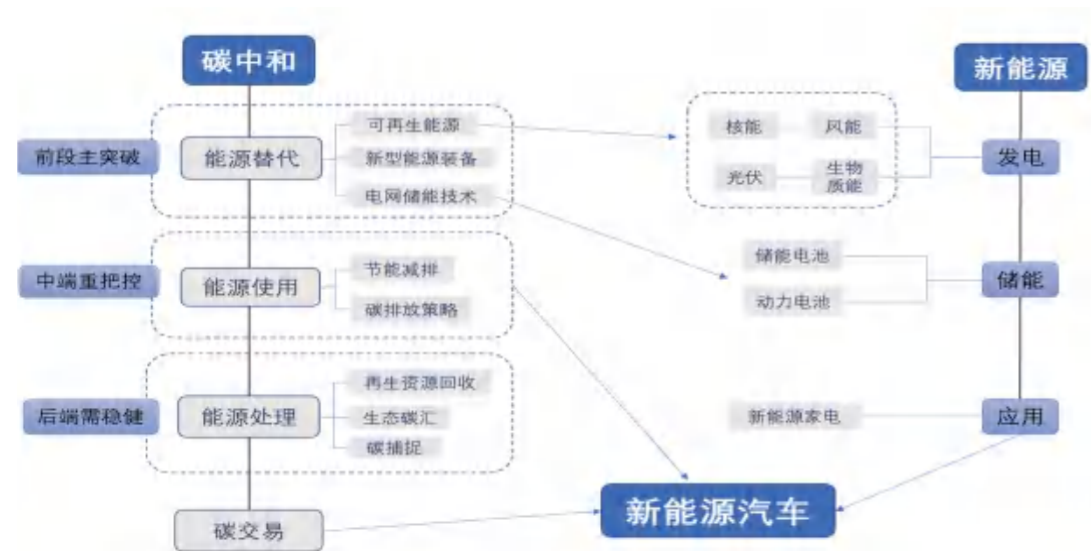 碳中和
新能源
前段主突破
能源替代
可再生能源
新型能源装备
电网储能技术
核能
风能
光伏
生物
质能
发电
中端重把控
能源使用
节能减排
碳排放策略
储能电池
动力电池
储能
后端需稳健
能源处理
再生资源回收
生态碳汇
碳捕捉
新能源家电
应用
碳交易
新能源汽车